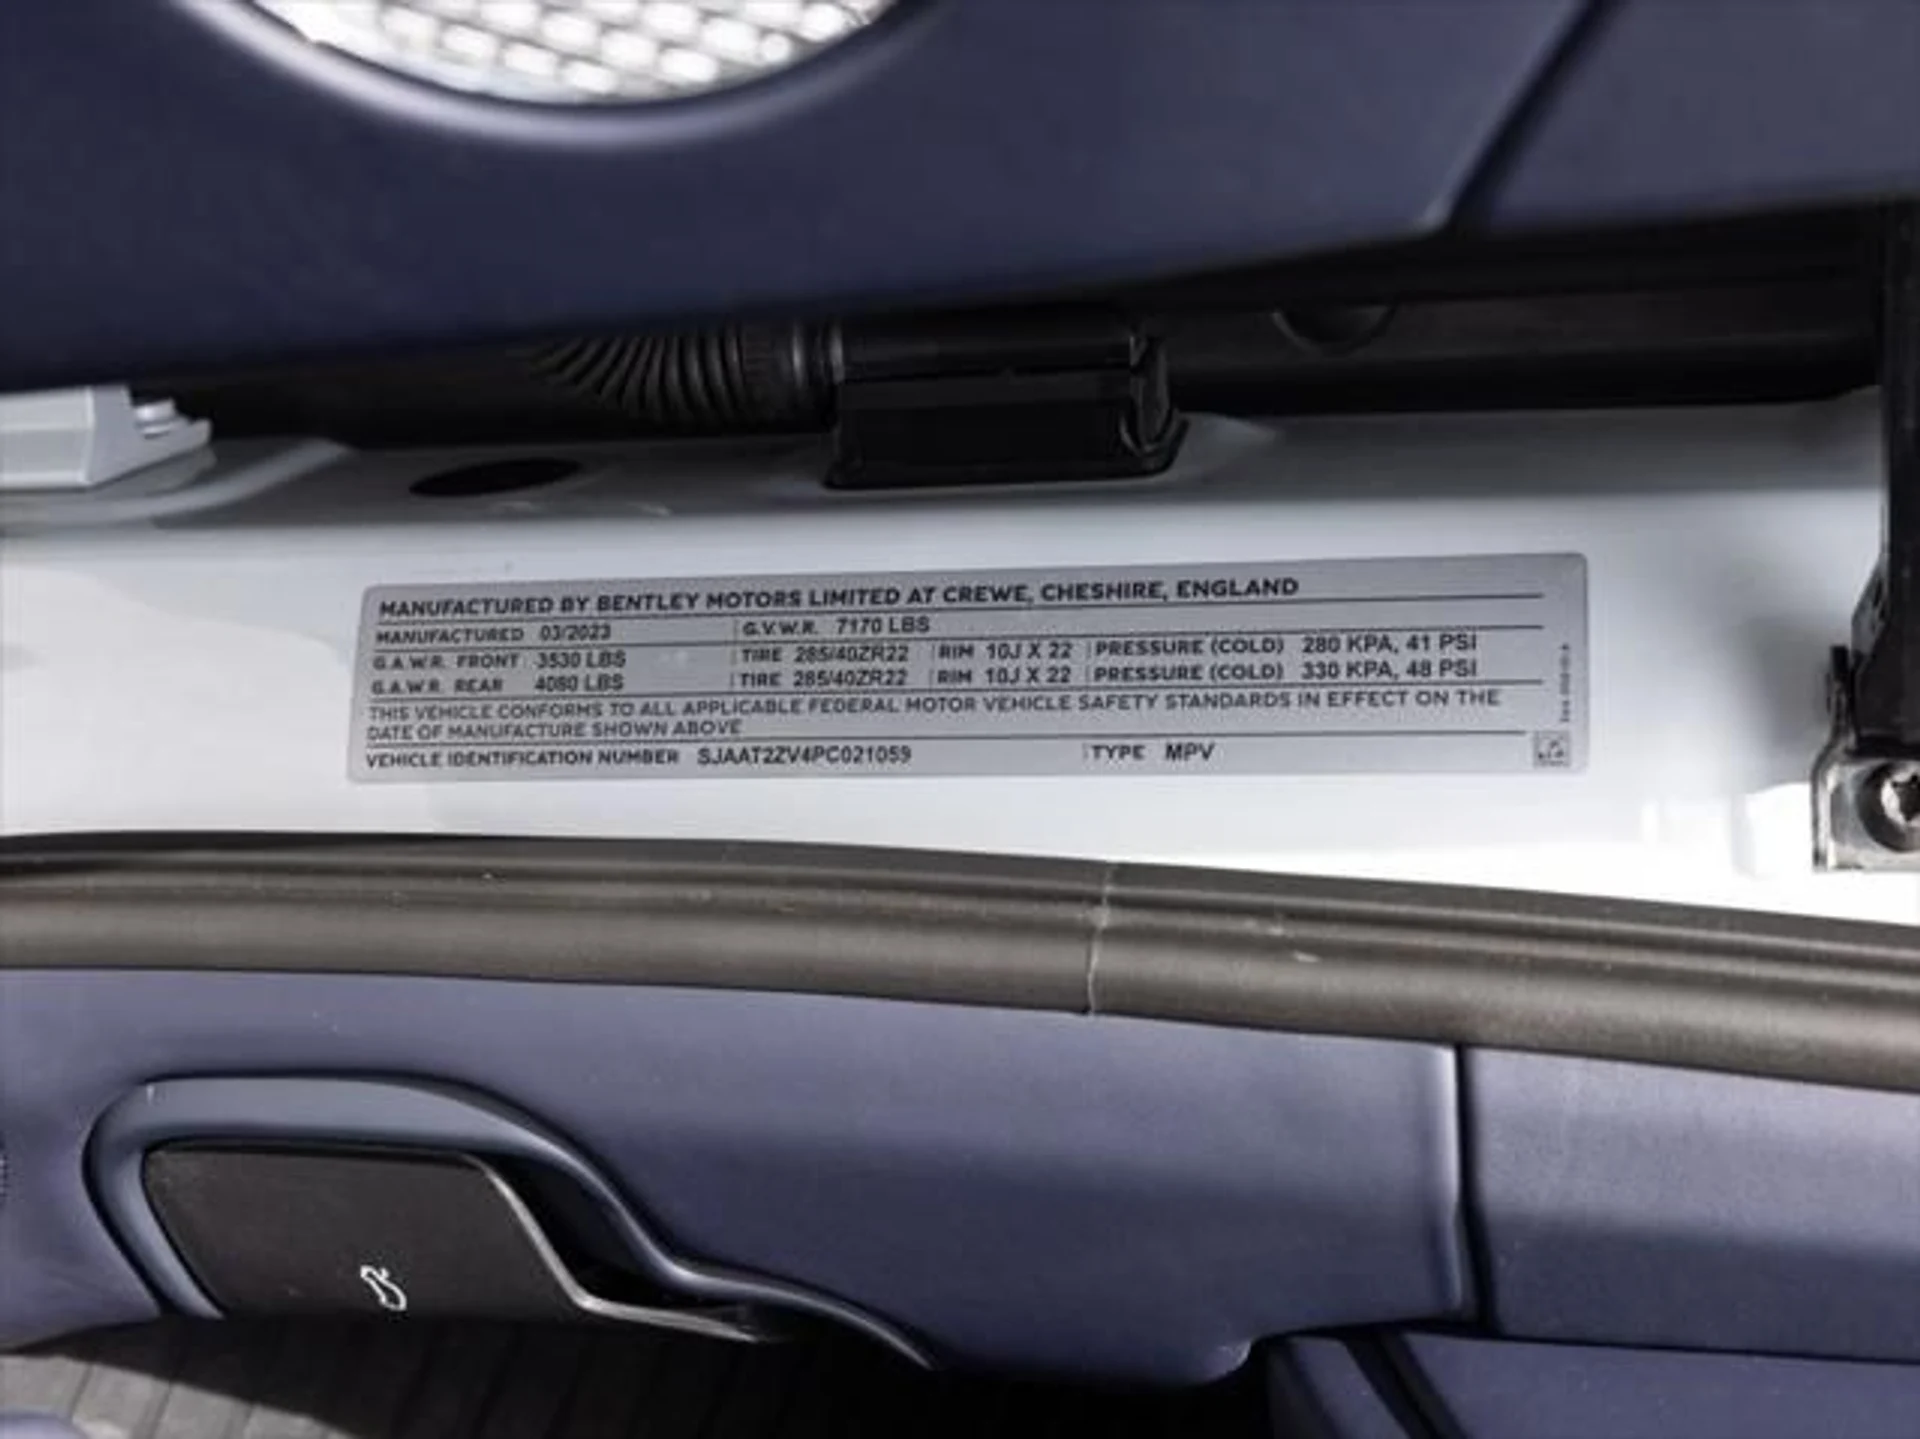 MANUFACTURED BY BENTLEY MOTORS LIMITED AT CREWE, CHESHIRE, ENGLAND
MANUFACTURED 03/2023 G.V.W.R. 7170 LBS
G.A.W.R. FRONT 3530 LBS TIRE 285/40ZR22 RIM 10J X 22 PRESSURE (COLD) 280 KPA, 41 PSI
G.A.W.R. REAR 4080 LBS TIRE 285/40ZR22 RIM 10J X 22 PRESSURE (COLD) 330 KPA, 48 PSI
THIS VEHICLE CONFORMS TO ALL APPLICABLE FEDERAL MOTOR VEHICLE SAFETY STANDARDS IN EFFECT ON THE
DATE OF MANUFACTURE SHOWN ABOVE
VEHICLE IDENTIFICATION NUMBER SJAAT2ZV4PC021059 TYPE MPV